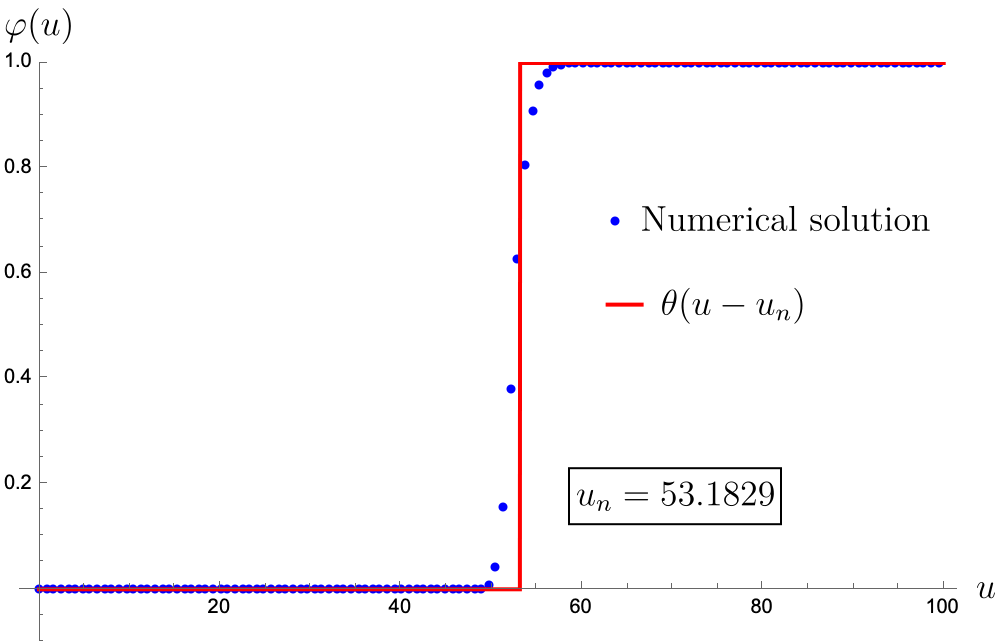 φ(u)
1.0
0.8
Numerical solution
0.6
θ(u − uₙ)
0.4
0.2
uₙ = 53.1829
20 40 60 80 100 u